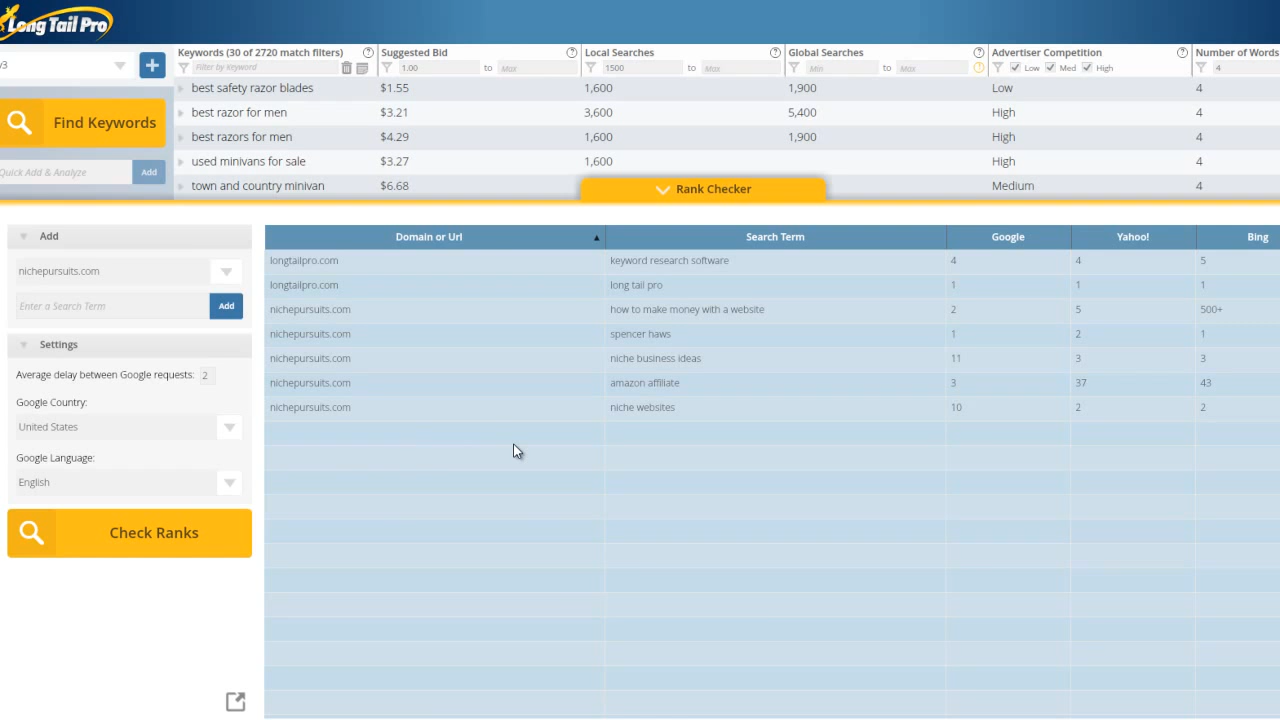 Long Tail Pro
Keywords (30 of 2720 match filters) ? Suggested Bid ? Local Searches ? Global Searches ? Advertiser Competition ? Number of Words
/3 + Filter by Keyword 1.00 to Max 1500 to Max Min to Max ? Low Med High 4
best safety razor blades $1.55 1,600 1,900 Low 4
Find Keywords best razor for men $3.21 3,600 5,400 High 4
best razors for men $4.29 1,600 1,900 High 4
used minivans for sale $3.27 1,600 High 4
Quick Add & Analyze Add town and country minivan $6.68 Medium 4
Rank Checker
Add Domain or Url Search Term Google Yahoo! Bing
longtailpro.com keyword research software 4 4 5
nichepursuits.com longtailpro.com long tail pro 1 1 1
Enter a Search Term Add nichepursuits.com how to make money with a website 2 5 500+
nichepursuits.com spencer haws 1 2 1
Settings nichepursuits.com niche business ideas 11 3 3
Average delay between Google requests: 2 nichepursuits.com amazon affiliate 3 37 43
Google Country: nichepursuits.com niche websites 10 2 2
United States
Google Language:
English
Check Ranks